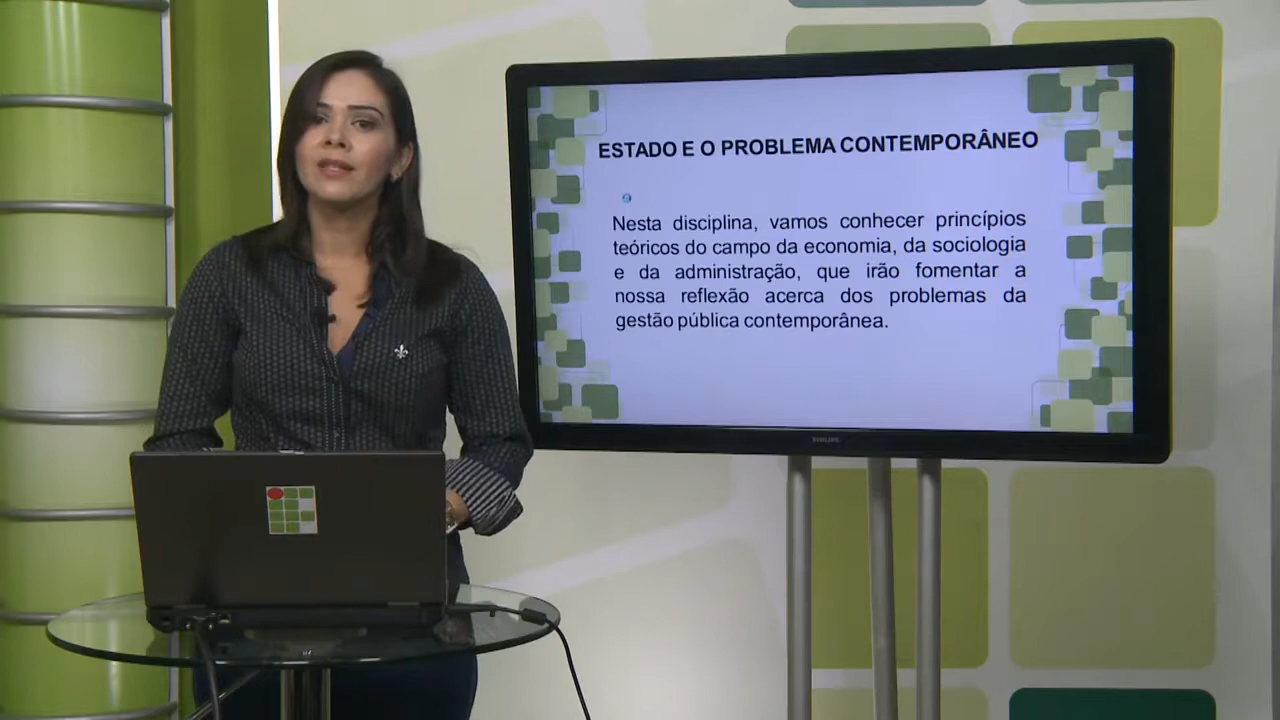 ESTADO E O PROBLEMA CONTEMPORÂNEO
Nesta disciplina, vamos conhecer princípios
teóricos do campo da economia, da sociologia
e da administração, que irão fomentar a
nossa reflexão acerca dos problemas da
gestão pública contemporânea.
PHILIPS